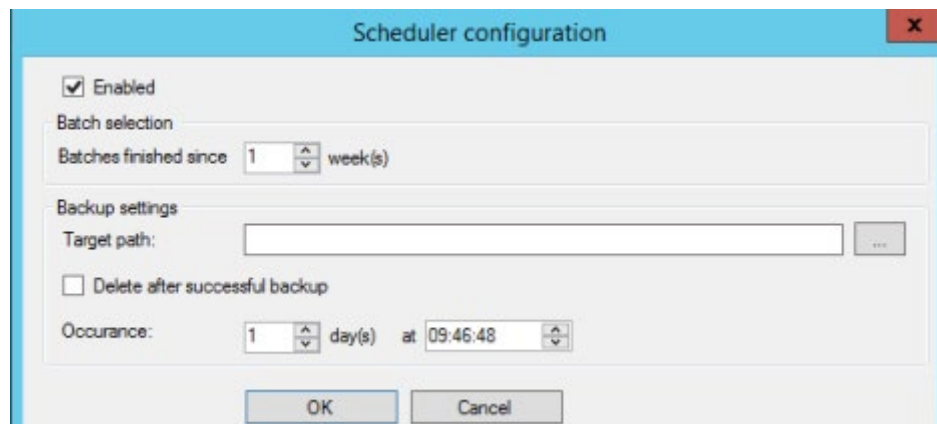 Scheduler configuration
x
Enabled
Batch selection
Batches finished since 1 week(s)
Backup settings
Target path: ...
Delete after successful backup
Occurance: 1 day(s) at 09:46:48
OK Cancel